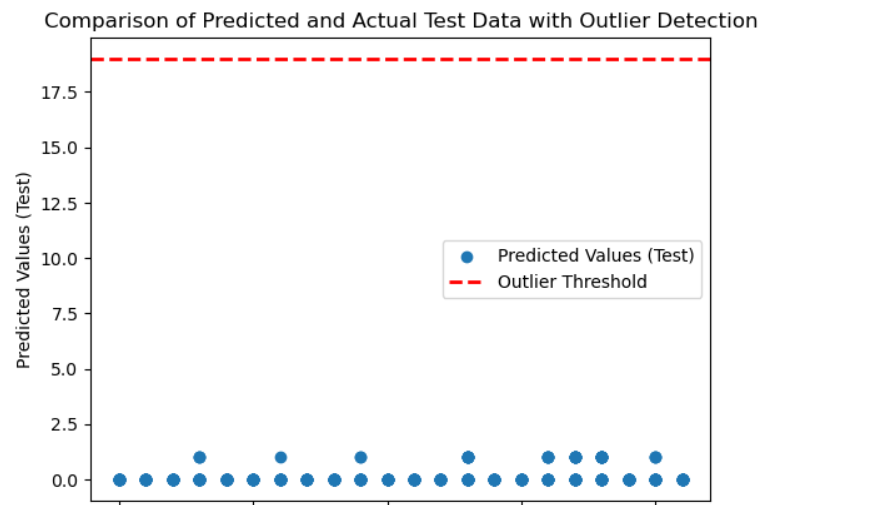 Comparison of Predicted and Actual Test Data with Outlier Detection
17.5
15.0
12.5
10.0
7.5
5.0
2.5
0.0
Predicted Values (Test)
Predicted Values (Test)
Outlier Threshold